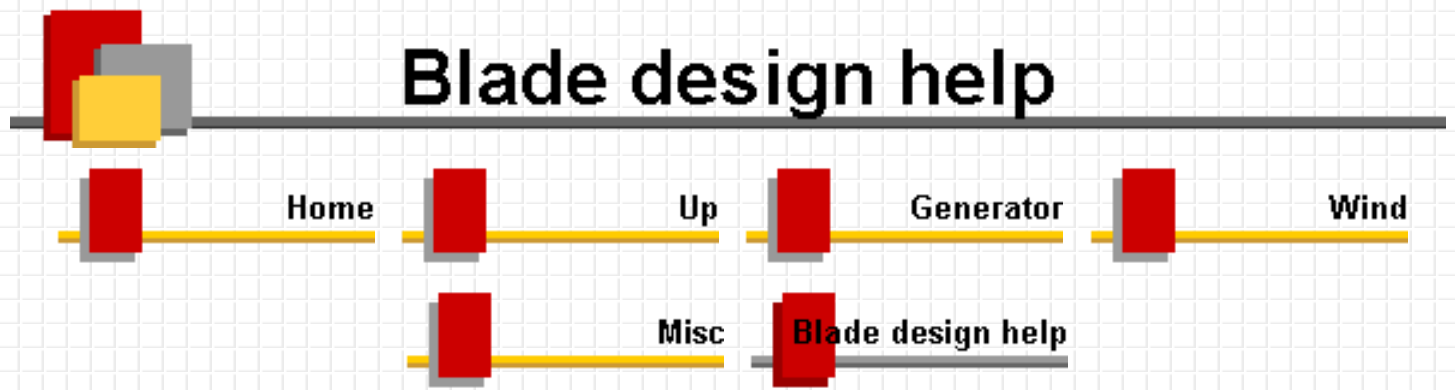 Blade design help
Home
Up
Generator
Wind
Misc
Blade design help